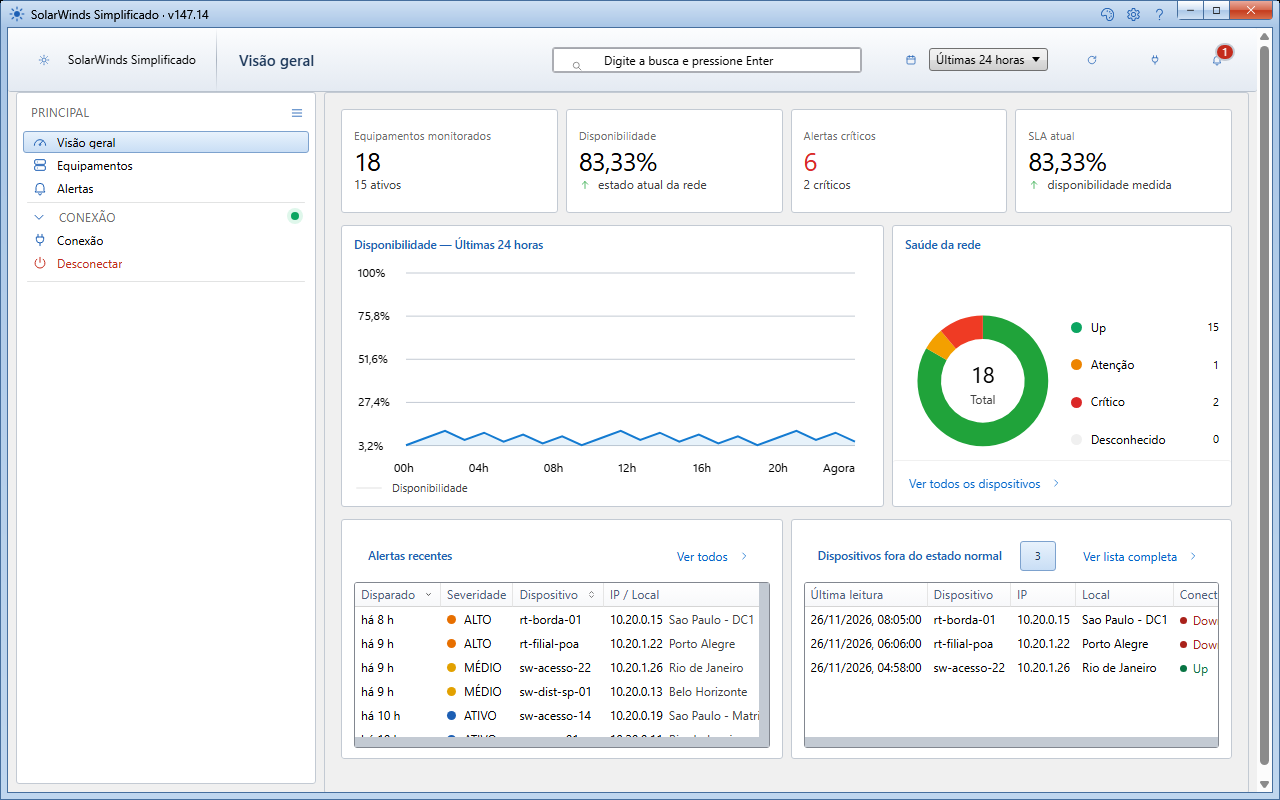 SolarWinds Simplificado · v147.14
SolarWinds Simplificado
Visão geral
Digite a busca e pressione Enter
Últimas 24 horas
1
PRINCIPAL
Visão geral
Equipamentos
Alertas
CONEXÃO
Conexão
Desconectar
Equipamentos monitorados
18
15 ativos
Disponibilidade
83,33%
estado atual da rede
Alertas críticos
6
2 críticos
SLA atual
83,33%
disponibilidade medida
Disponibilidade — Últimas 24 horas
100%
75,8%
51,6%
27,4%
3,2%
00h 04h 08h 12h 16h 20h Agora
Disponibilidade
Saúde da rede
18
Total
Up 15
Atenção 1
Crítico 2
Desconhecido 0
Ver todos os dispositivos
Alertas recentes
Ver todos
Disparado Severidade Dispositivo IP / Local
há 8 h ALTO rt-borda-01 10.20.0.15 Sao Paulo - DC1
há 9 h ALTO rt-filial-poa 10.20.1.22 Porto Alegre
há 9 h MÉDIO sw-acesso-22 10.20.1.26 Rio de Janeiro
há 9 h MÉDIO sw-dist-sp-01 10.20.0.13 Belo Horizonte
há 10 h ATIVO sw-acesso-14 10.20.0.19 Sao Paulo - Matri
Dispositivos fora do estado normal
3
Ver lista completa
Última leitura Dispositivo IP Local Conect
26/11/2026, 08:05:00 rt-borda-01 10.20.0.15 Sao Paulo - DC1 Dow
26/11/2026, 06:06:00 rt-filial-poa 10.20.1.22 Porto Alegre Dow
26/11/2026, 04:58:00 sw-acesso-22 10.20.1.26 Rio de Janeiro Up